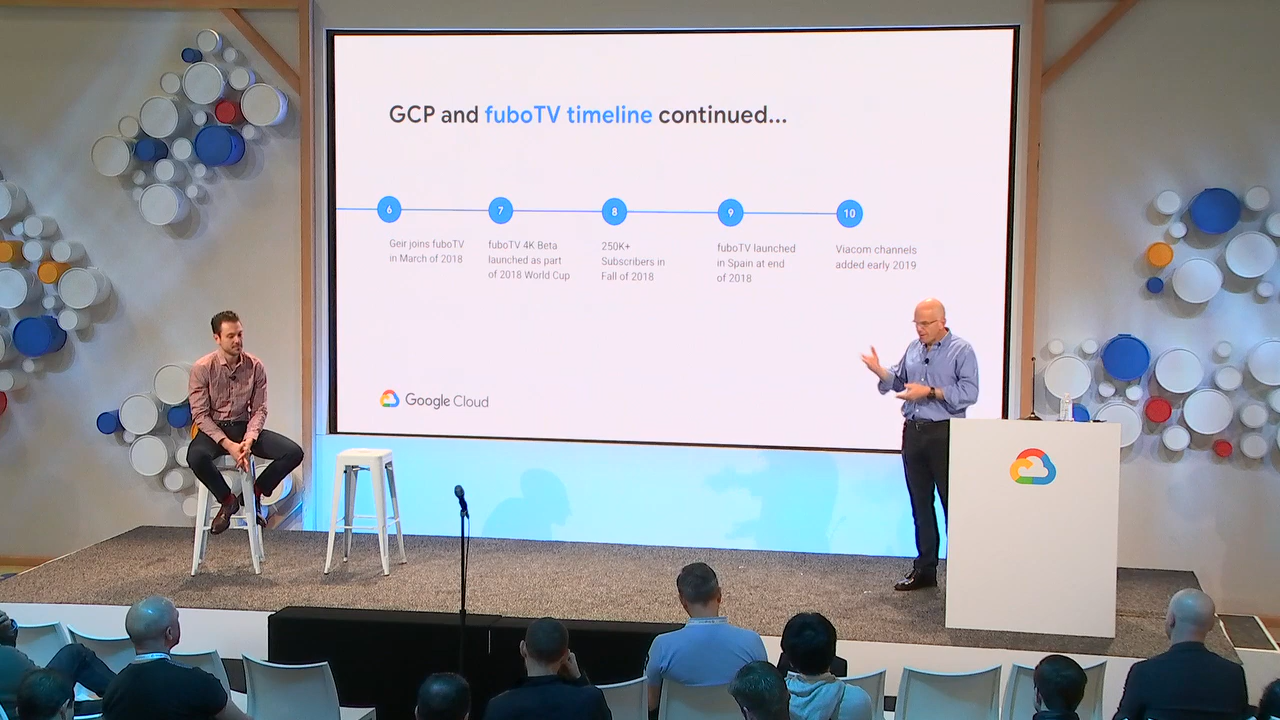 GCP and fuboTV timeline continued...
6
7
8
9
10
Geir joins fuboTV
in March of 2018
fuboTV 4K Beta
launched as part
of 2018 World Cup
250K+
Subscribers in
Fall of 2018
fuboTV launched
in Spain at end
of 2018
Viacom channels
added early 2019
Google Cloud